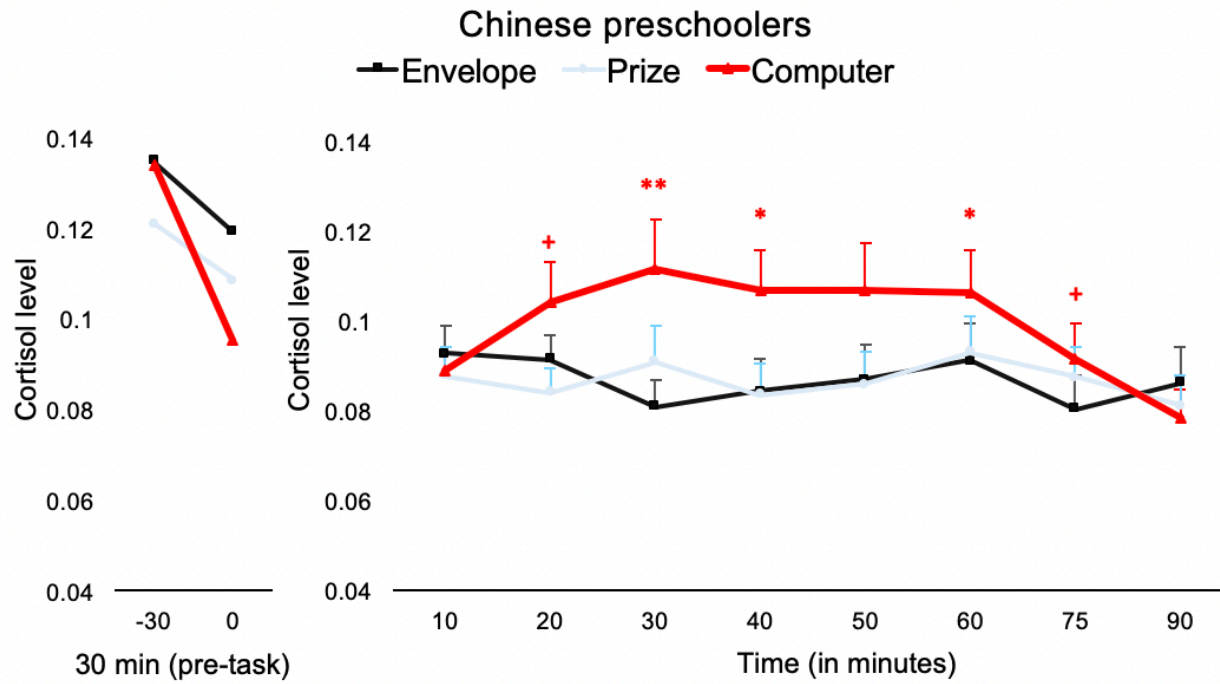 Chinese preschoolers
Envelope Prize Computer
Cortisol level
0.14
0.12
0.1
0.08
0.06
0.04
-30 0
30 min (pre-task)
Cortisol level
0.14
0.12
0.1
0.08
0.06
0.04
+ ** * * +
10 20 30 40 50 60 75 90
Time (in minutes)